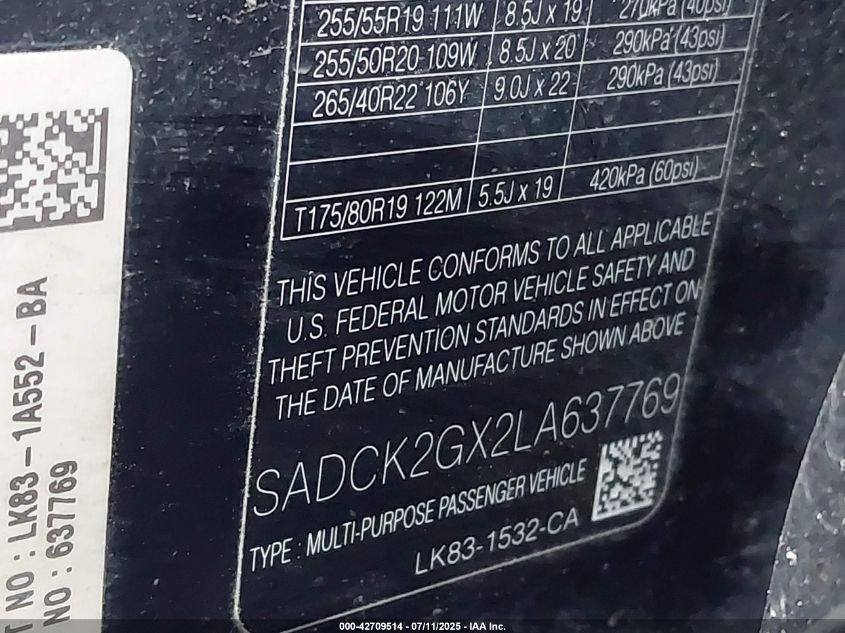 255/55R19 111W 8.5J x 19 270kPa (40psi)
255/50R20 109W 8.5J x 20 290kPa (43psi)
265/40R22 106Y 9.0J x 22 290kPa (43psi)
T175/80R19 122M 5.5J x 19 420kPa (60psi)
THIS VEHICLE CONFORMS TO ALL APPLICABLE
U.S. FEDERAL MOTOR VEHICLE SAFETY AND
THEFT PREVENTION STANDARDS IN EFFECT ON
THE DATE OF MANUFACTURE SHOWN ABOVE
SADCK2GX2LA637769
TYPE : MULTI-PURPOSE PASSENGER VEHICLE
LK83-1532-CA
NO : LK83-1A552-BA
NO : 637769
000-42709514 - 07/11/2025 - IAA Inc.